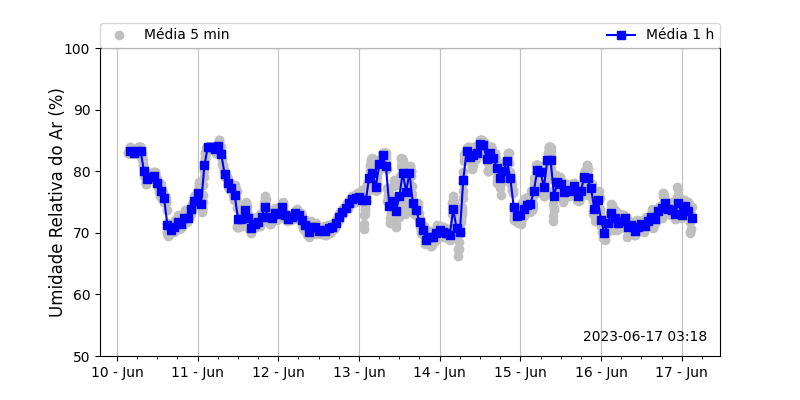 Média 5 min
Média 1 h
Umidade Relativa do Ar (%)
100
90
80
70
60
50
2023-06-17 03:18
10 - Jun
11 - Jun
12 - Jun
13 - Jun
14 - Jun
15 - Jun
16 - Jun
17 - Jun